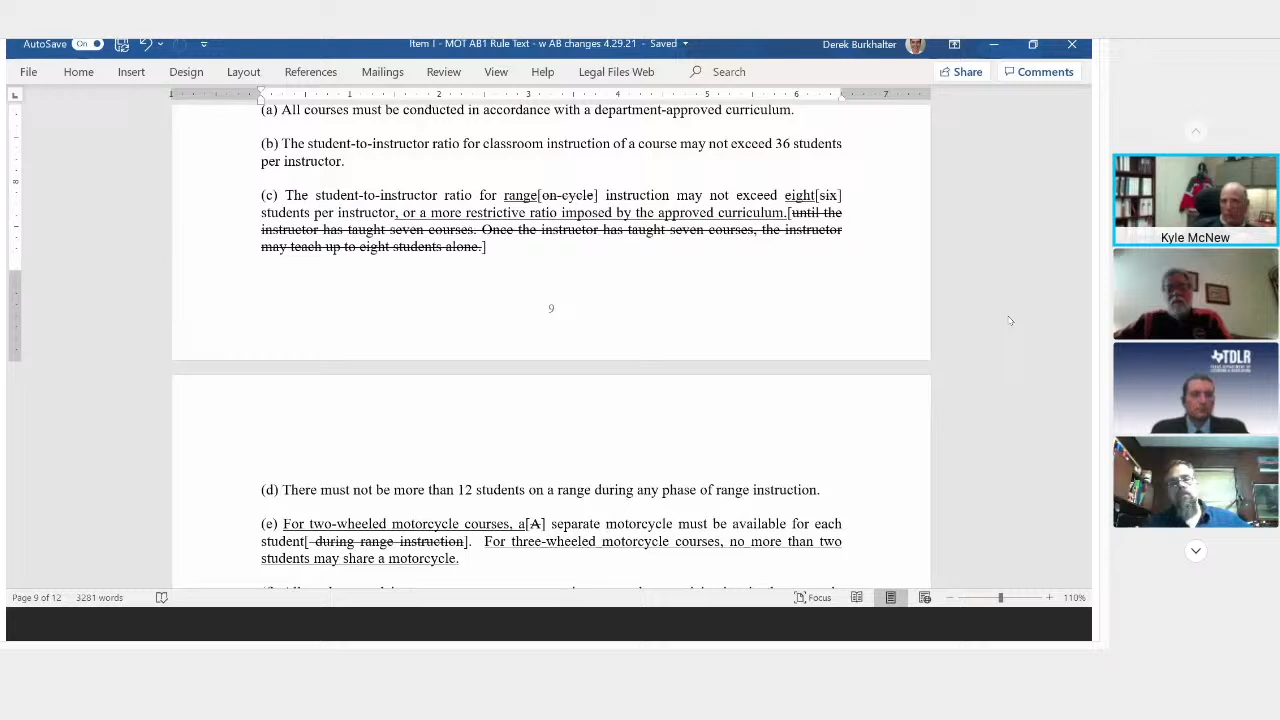 AutoSave On
Item I - MOT AB1 Rule Text - w AB changes 4.29.21 - Saved
Derek Burkhalter
File Home Insert Design Layout References Mailings Review View Help Legal Files Web Search Share Comments
1 1 2 3 4 5 6 7
(a) All courses must be conducted in accordance with a department-approved curriculum.
(b) The student-to-instructor ratio for classroom instruction of a course may not exceed 36 students
per instructor.
(c) The student-to-instructor ratio for range[on-cycle] instruction may not exceed eight[six]
students per instructor, or a more restrictive ratio imposed by the approved curriculum.[until the
instructor has taught seven courses. Once the instructor has taught seven courses, the instructor
may teach up to eight students alone.]
9
(d) There must not be more than 12 students on a range during any phase of range instruction.
(e) For two-wheeled motorcycle courses, a[A] separate motorcycle must be available for each
student[ during range instruction]. For three-wheeled motorcycle courses, no more than two
students may share a motorcycle.
Page 9 of 12 3281 words Focus 110%
Kyle McNew
TDLR